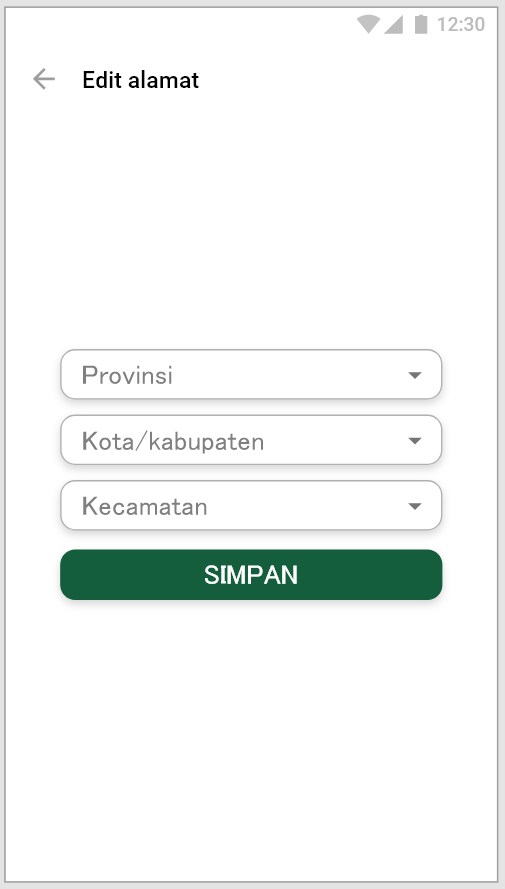 12:30
Edit alamat
Provinsi
Kota/kabupaten
Kecamatan
SIMPAN